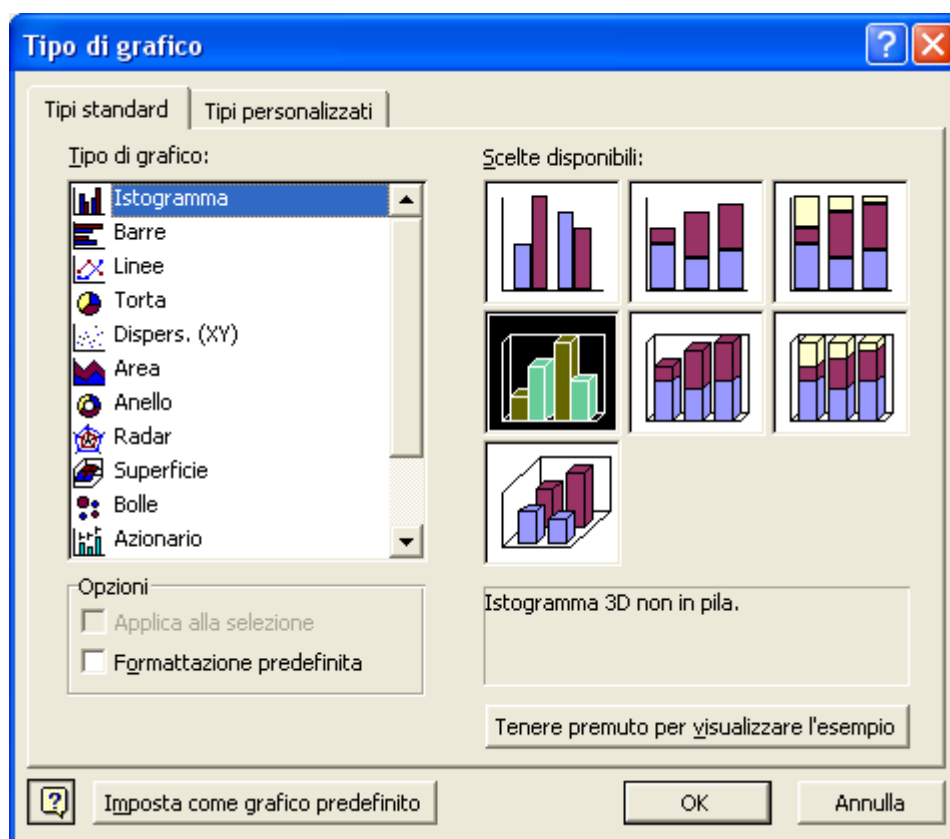 Tipo di grafico
Tipi standard
Tipi personalizzati
Tipo di grafico:
Istogramma
Barre
Linee
Torta
Dispers. (XY)
Area
Anello
Radar
Superficie
Bolle
Azionario
Scelte disponibili:
Opzioni
Applica alla selezione
Formattazione predefinita
Istogramma 3D non in pila.
Tenere premuto per visualizzare l'esempio
Imposta come grafico predefinito
OK
Annulla